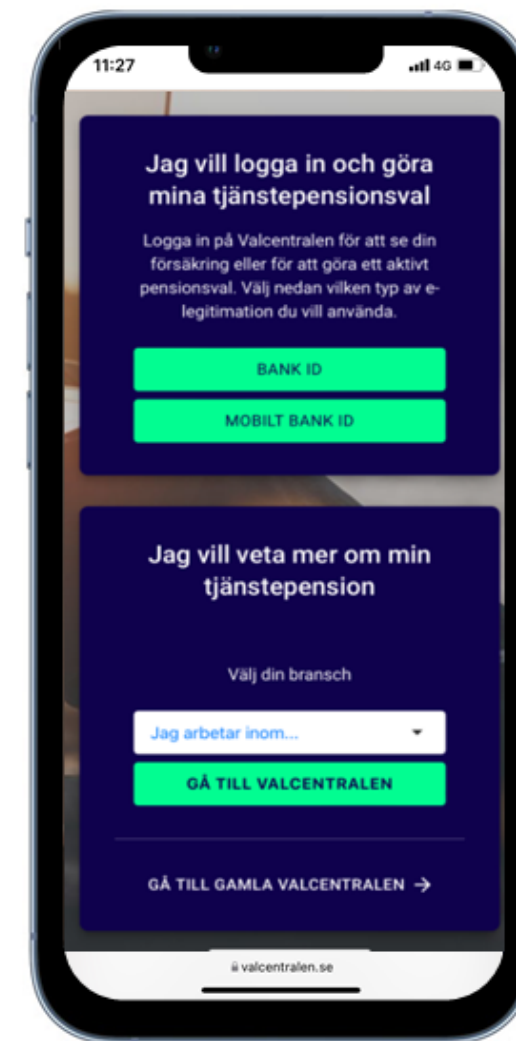 11:27
4G
Jag vill logga in och göra
mina tjänstepensionsval
Logga in på Valcentralen för att se din
försäkring eller för att göra ett aktivt
pensionsval. Välj nedan vilken typ av e-
legitimation du vill använda.
BANK ID
MOBILT BANK ID
Jag vill veta mer om min
tjänstepension
Välj din bransch
Jag arbetar inom...
GÅ TILL VALCENTRALEN
GÅ TILL GAMLA VALCENTRALEN →
valcentralen.se